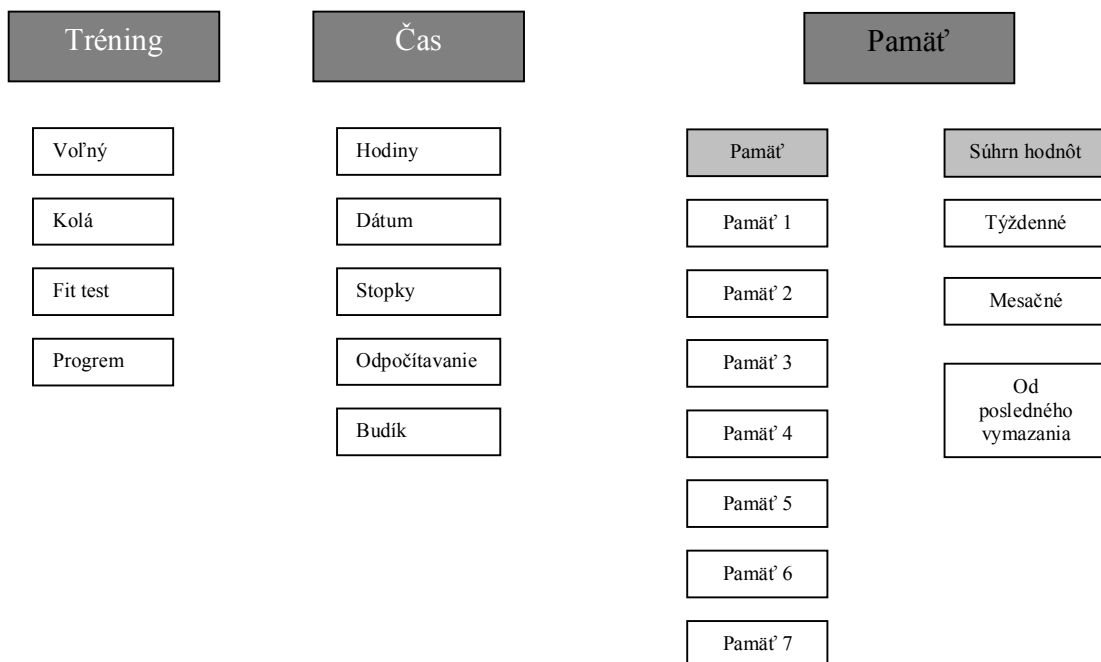 Tréning
Čas
Pamäť
Voľný
Hodiny
Pamäť
Súhrn hodnôt
Kolá
Dátum
Pamäť 1
Týždenné
Fit test
Stopky
Pamäť 2
Mesačné
Progrem
Odpočítavanie
Pamäť 3
Od
posledného
vymazania
Budík
Pamäť 4
Pamäť 5
Pamäť 6
Pamäť 7